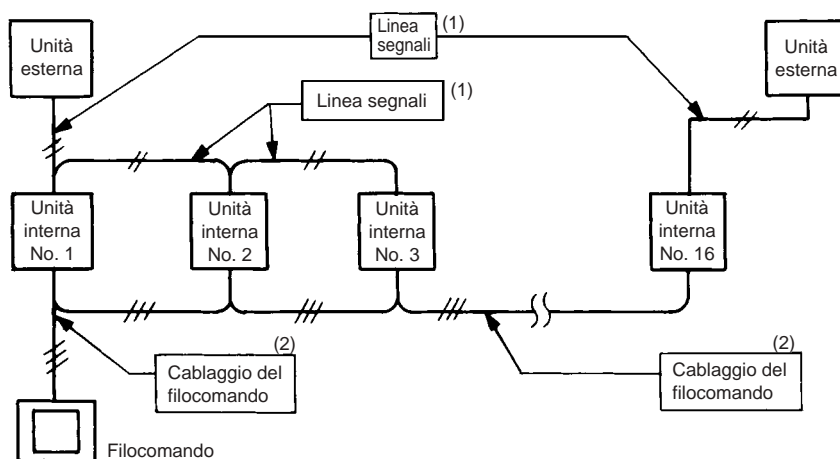 Unità
esterna
Linea
segnali
(1)
Unità
esterna
Linea segnali
(1)
Unità
interna
No. 1
Unità
interna
No. 2
Unità
interna
No. 3
Unità
interna
No. 16
(2)
Cablaggio del
filocomando
(2)
Cablaggio del
filocomando
Filocomando